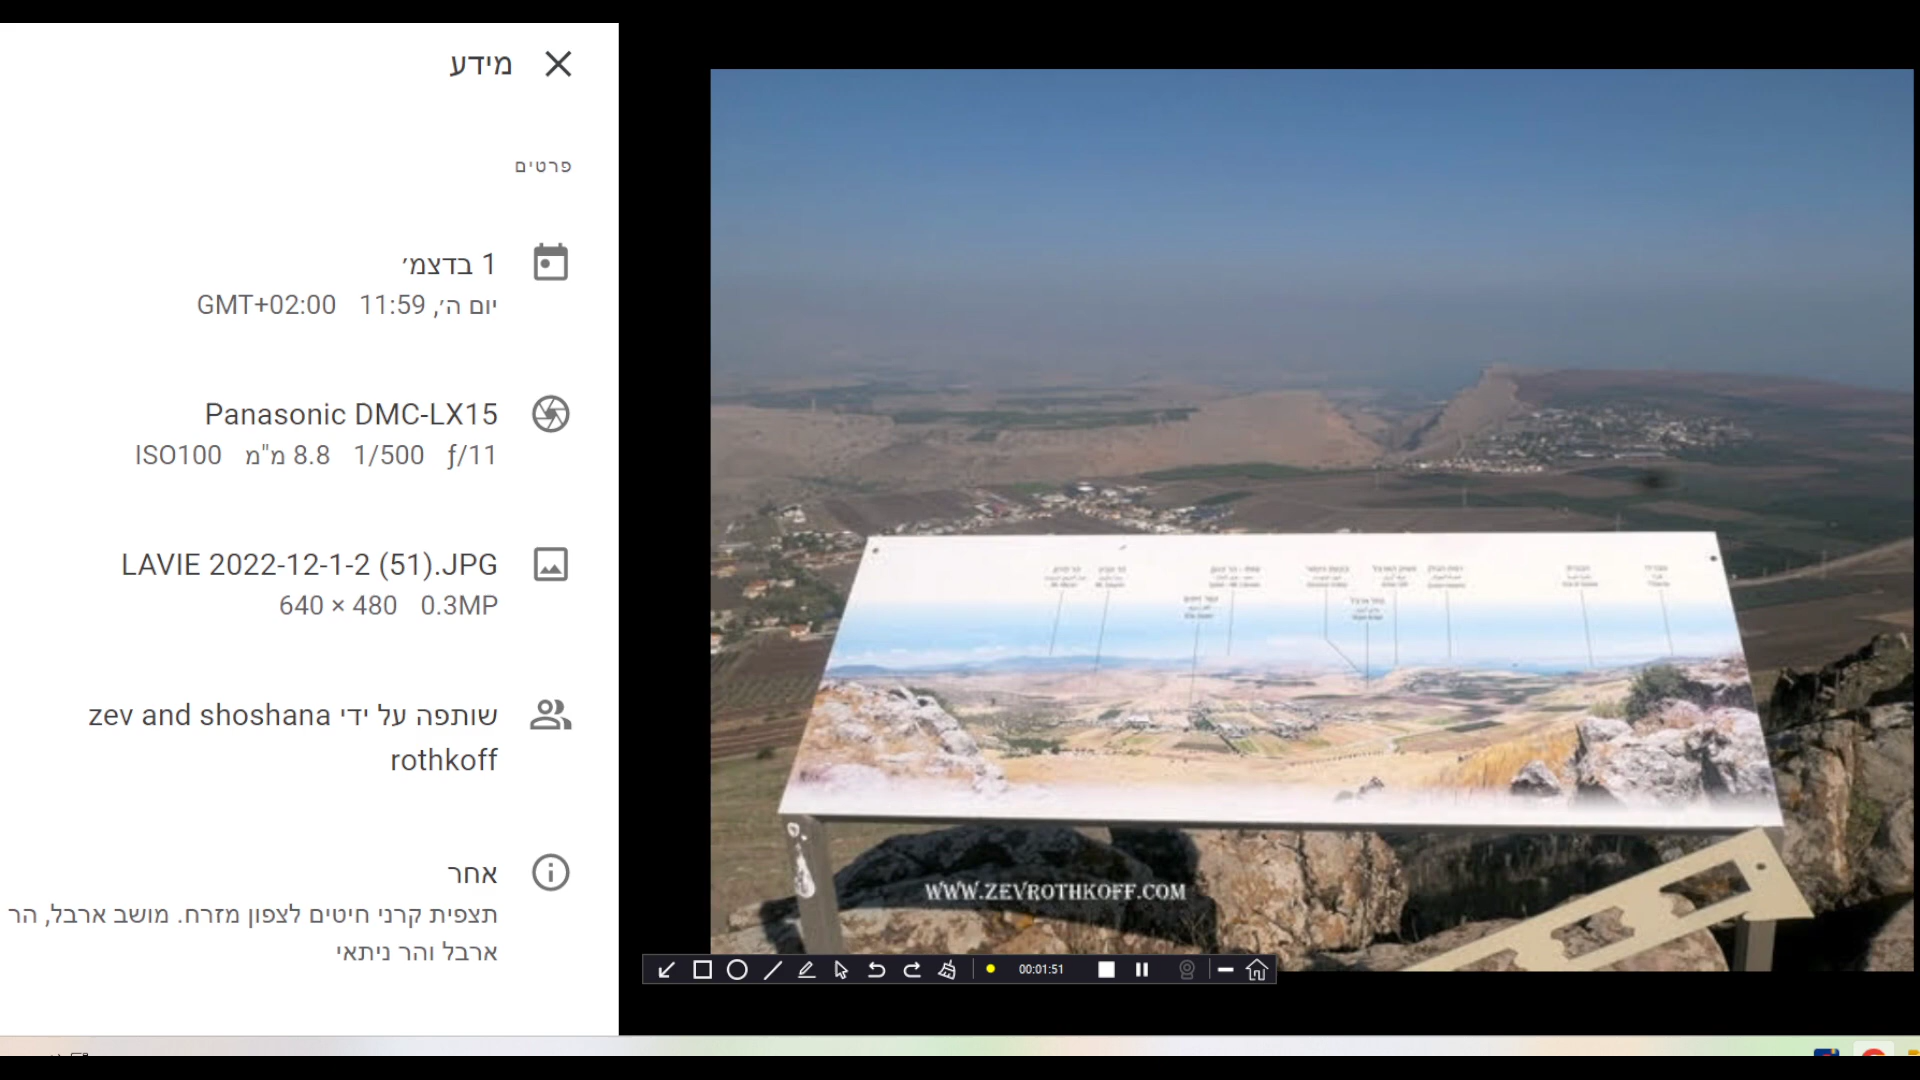 מידע
פרטים
1 בדצמ׳
יום ה׳, 11:59 GMT+02:00
Panasonic DMC-LX15
ƒ/11 1/500 8.8 מ"מ ISO100
LAVIE 2022-12-1-2 (51).JPG
640 × 480 0.3MP
שותפה על ידי zev and shoshana
rothkoff
אחר
תצפית קרני חיטים לצפון מזרח. מושב ארבל, הר
ארבל והר ניתאי
WWW.ZEVROTHKOFF.COM
00:01:51